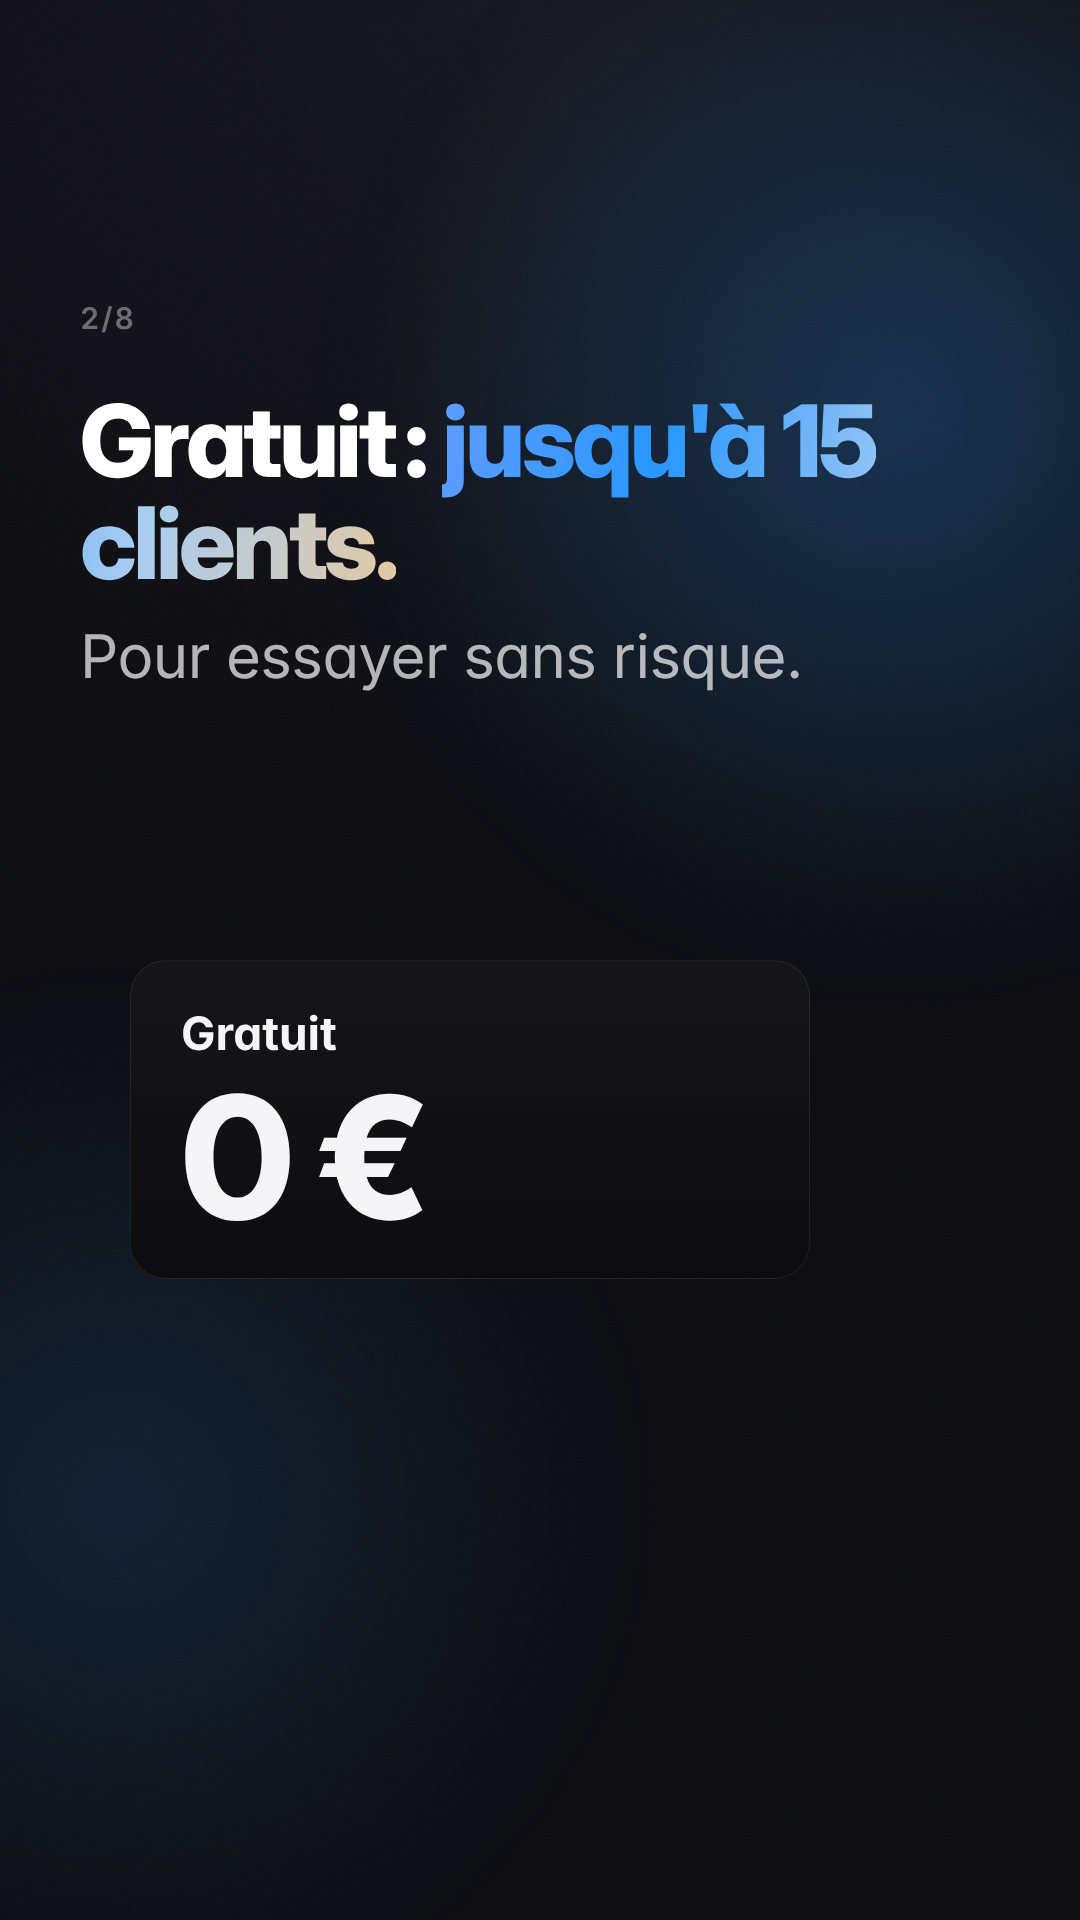 2/8
Gratuit : jusqu'à 15
clients.
Pour essayer sans risque.
Gratuit
0 €